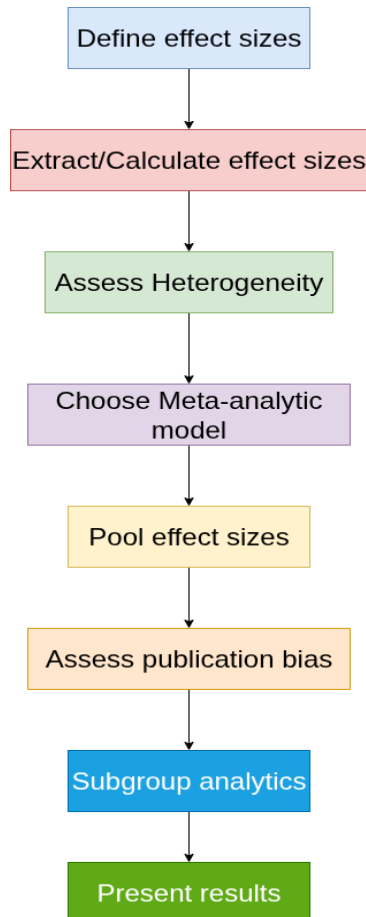 Define effect sizes
Extract/Calculate effect sizes
Assess Heterogeneity
Choose Meta-analytic
model
Pool effect sizes
Assess publication bias
Subgroup analytics
Present results